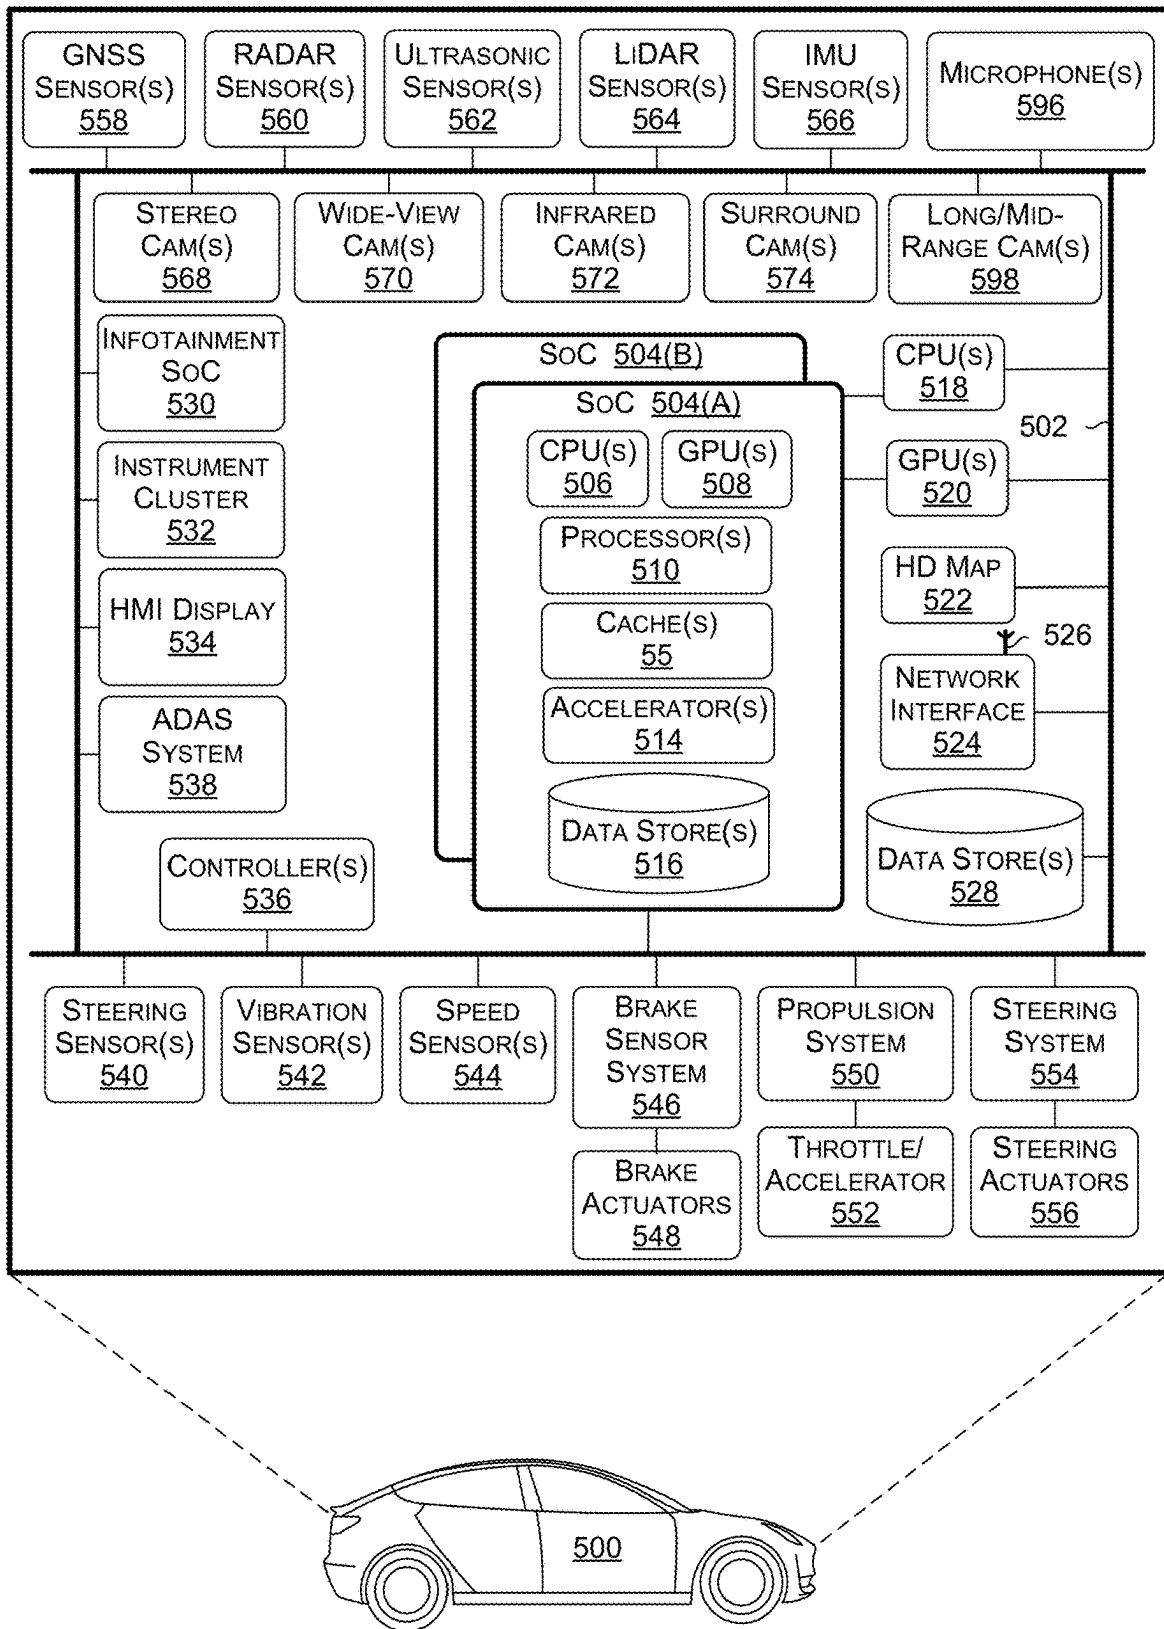 GNSS
SENSOR(S)
558
RADAR
SENSOR(S)
560
ULTRASONIC
SENSOR(S)
562
LIDAR
SENSOR(S)
564
IMU
SENSOR(S)
566
MICROPHONE(S)
596
STEREO
CAM(S)
568
WIDE-VIEW
CAM(S)
570
INFRARED
CAM(S)
572
SURROUND
CAM(S)
574
LONG/MID-
RANGE CAM(S)
598
INFOTAINMENT
SOC
530
SOC 504(B)
SOC 504(A)
CPU(S)
506
GPU(S)
508
PROCESSOR(S)
510
CACHE(S)
55
ACCELERATOR(S)
514
DATA STORE(S)
516
CPU(S)
518
502
GPU(S)
520
HD MAP
522
526
NETWORK
INTERFACE
524
DATA STORE(S)
528
INSTRUMENT
CLUSTER
532
HMI DISPLAY
534
ADAS
SYSTEM
538
CONTROLLER(S)
536
STEERING
SENSOR(S)
540
VIBRATION
SENSOR(S)
542
SPEED
SENSOR(S)
544
BRAKE
SENSOR
SYSTEM
546
PROPULSION
SYSTEM
550
STEERING
SYSTEM
554
BRAKE
ACTUATORS
548
THROTTLE/
ACCELERATOR
552
STEERING
ACTUATORS
556
500